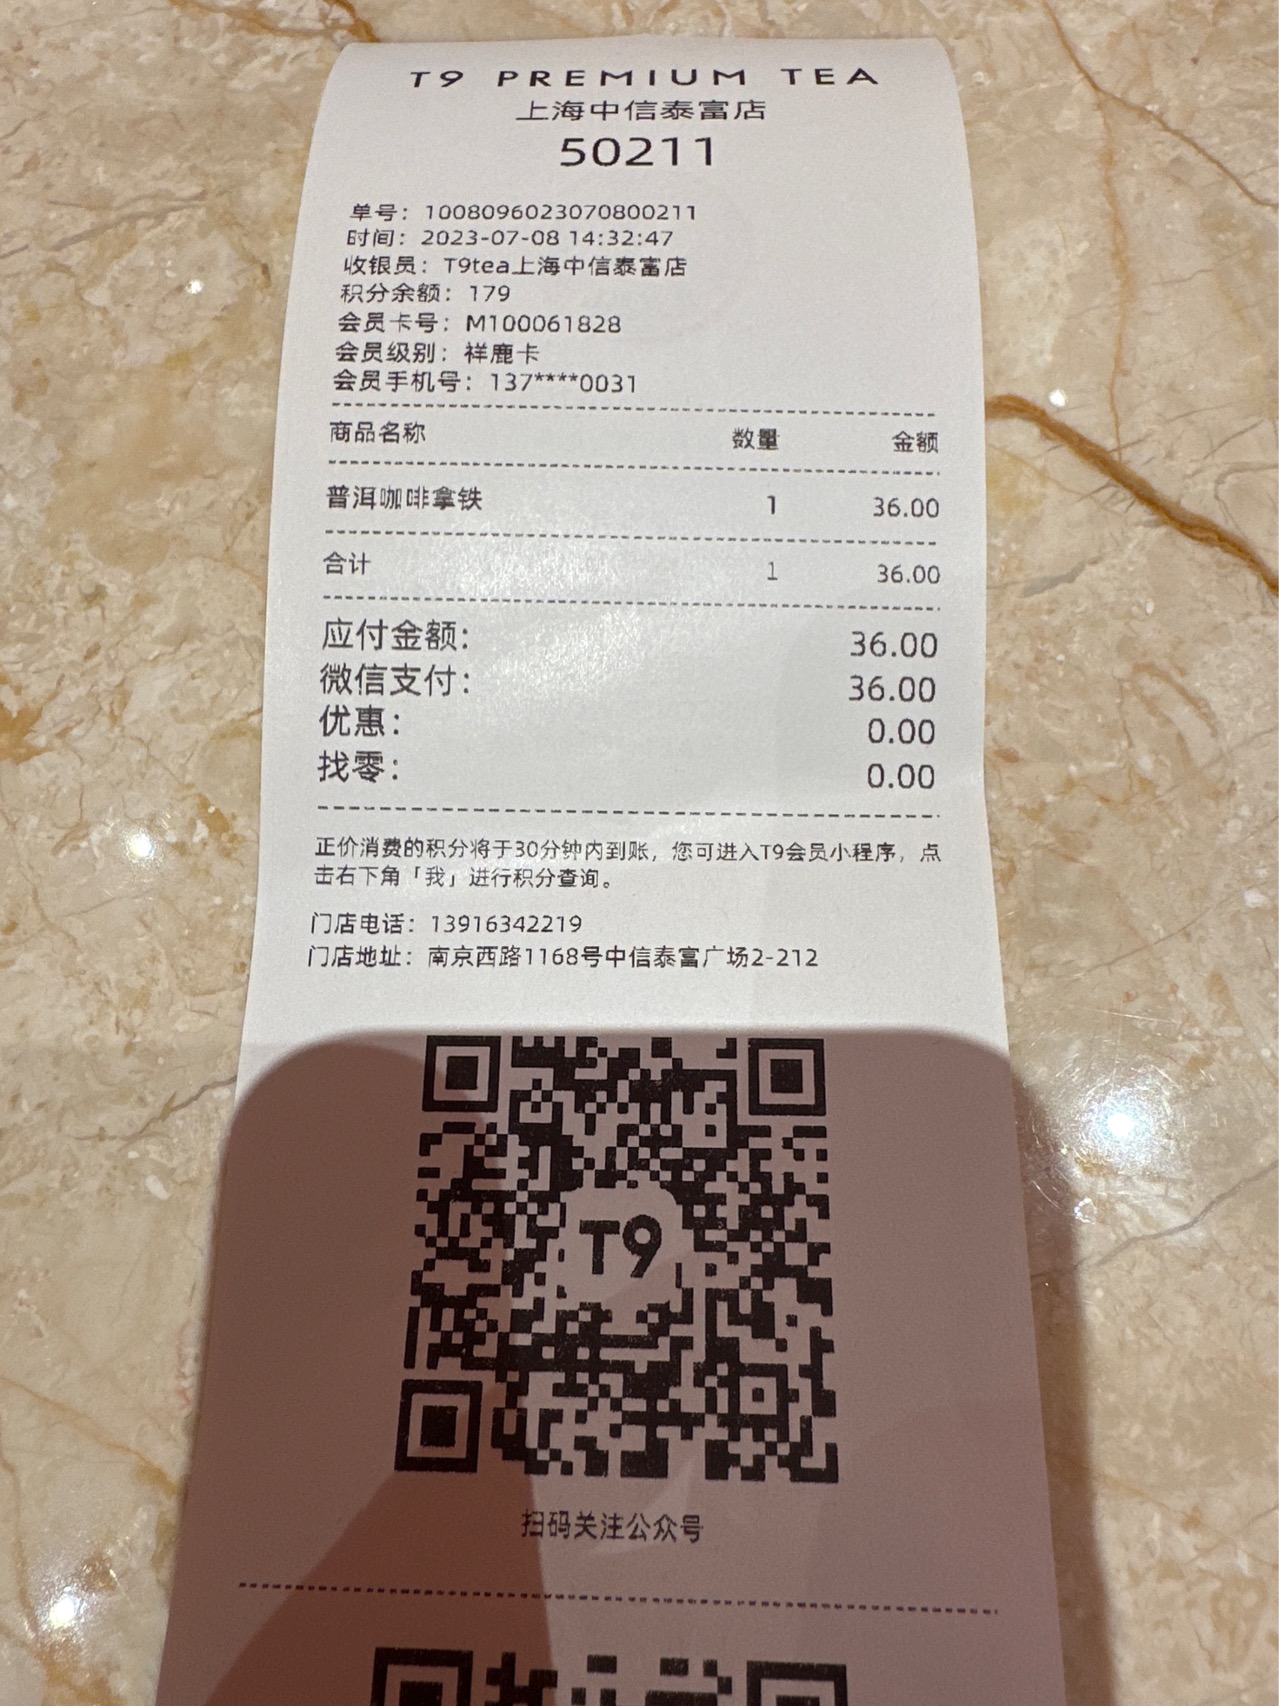 T9 PREMIUM TEA
上海中信泰富店
50211
单号：1008096023070800211
时间：2023-07-08 14:32:47
收银员：T9tea上海中信泰富店
积分余额：179
会员卡号：M100061828
会员级别：祥鹿卡
会员手机号：137****0031
商品名称 数量 金额
普洱咖啡拿铁 1 36.00
合计 1 36.00
应付金额： 36.00
微信支付： 36.00
优惠： 0.00
找零： 0.00
正价消费的积分将于30分钟内到账，您可进入T9会员小程序，点
击右下角「我」进行积分查询。
门店电话：13916342219
门店地址：南京西路1168号中信泰富广场2-212
T9
扫码关注公众号